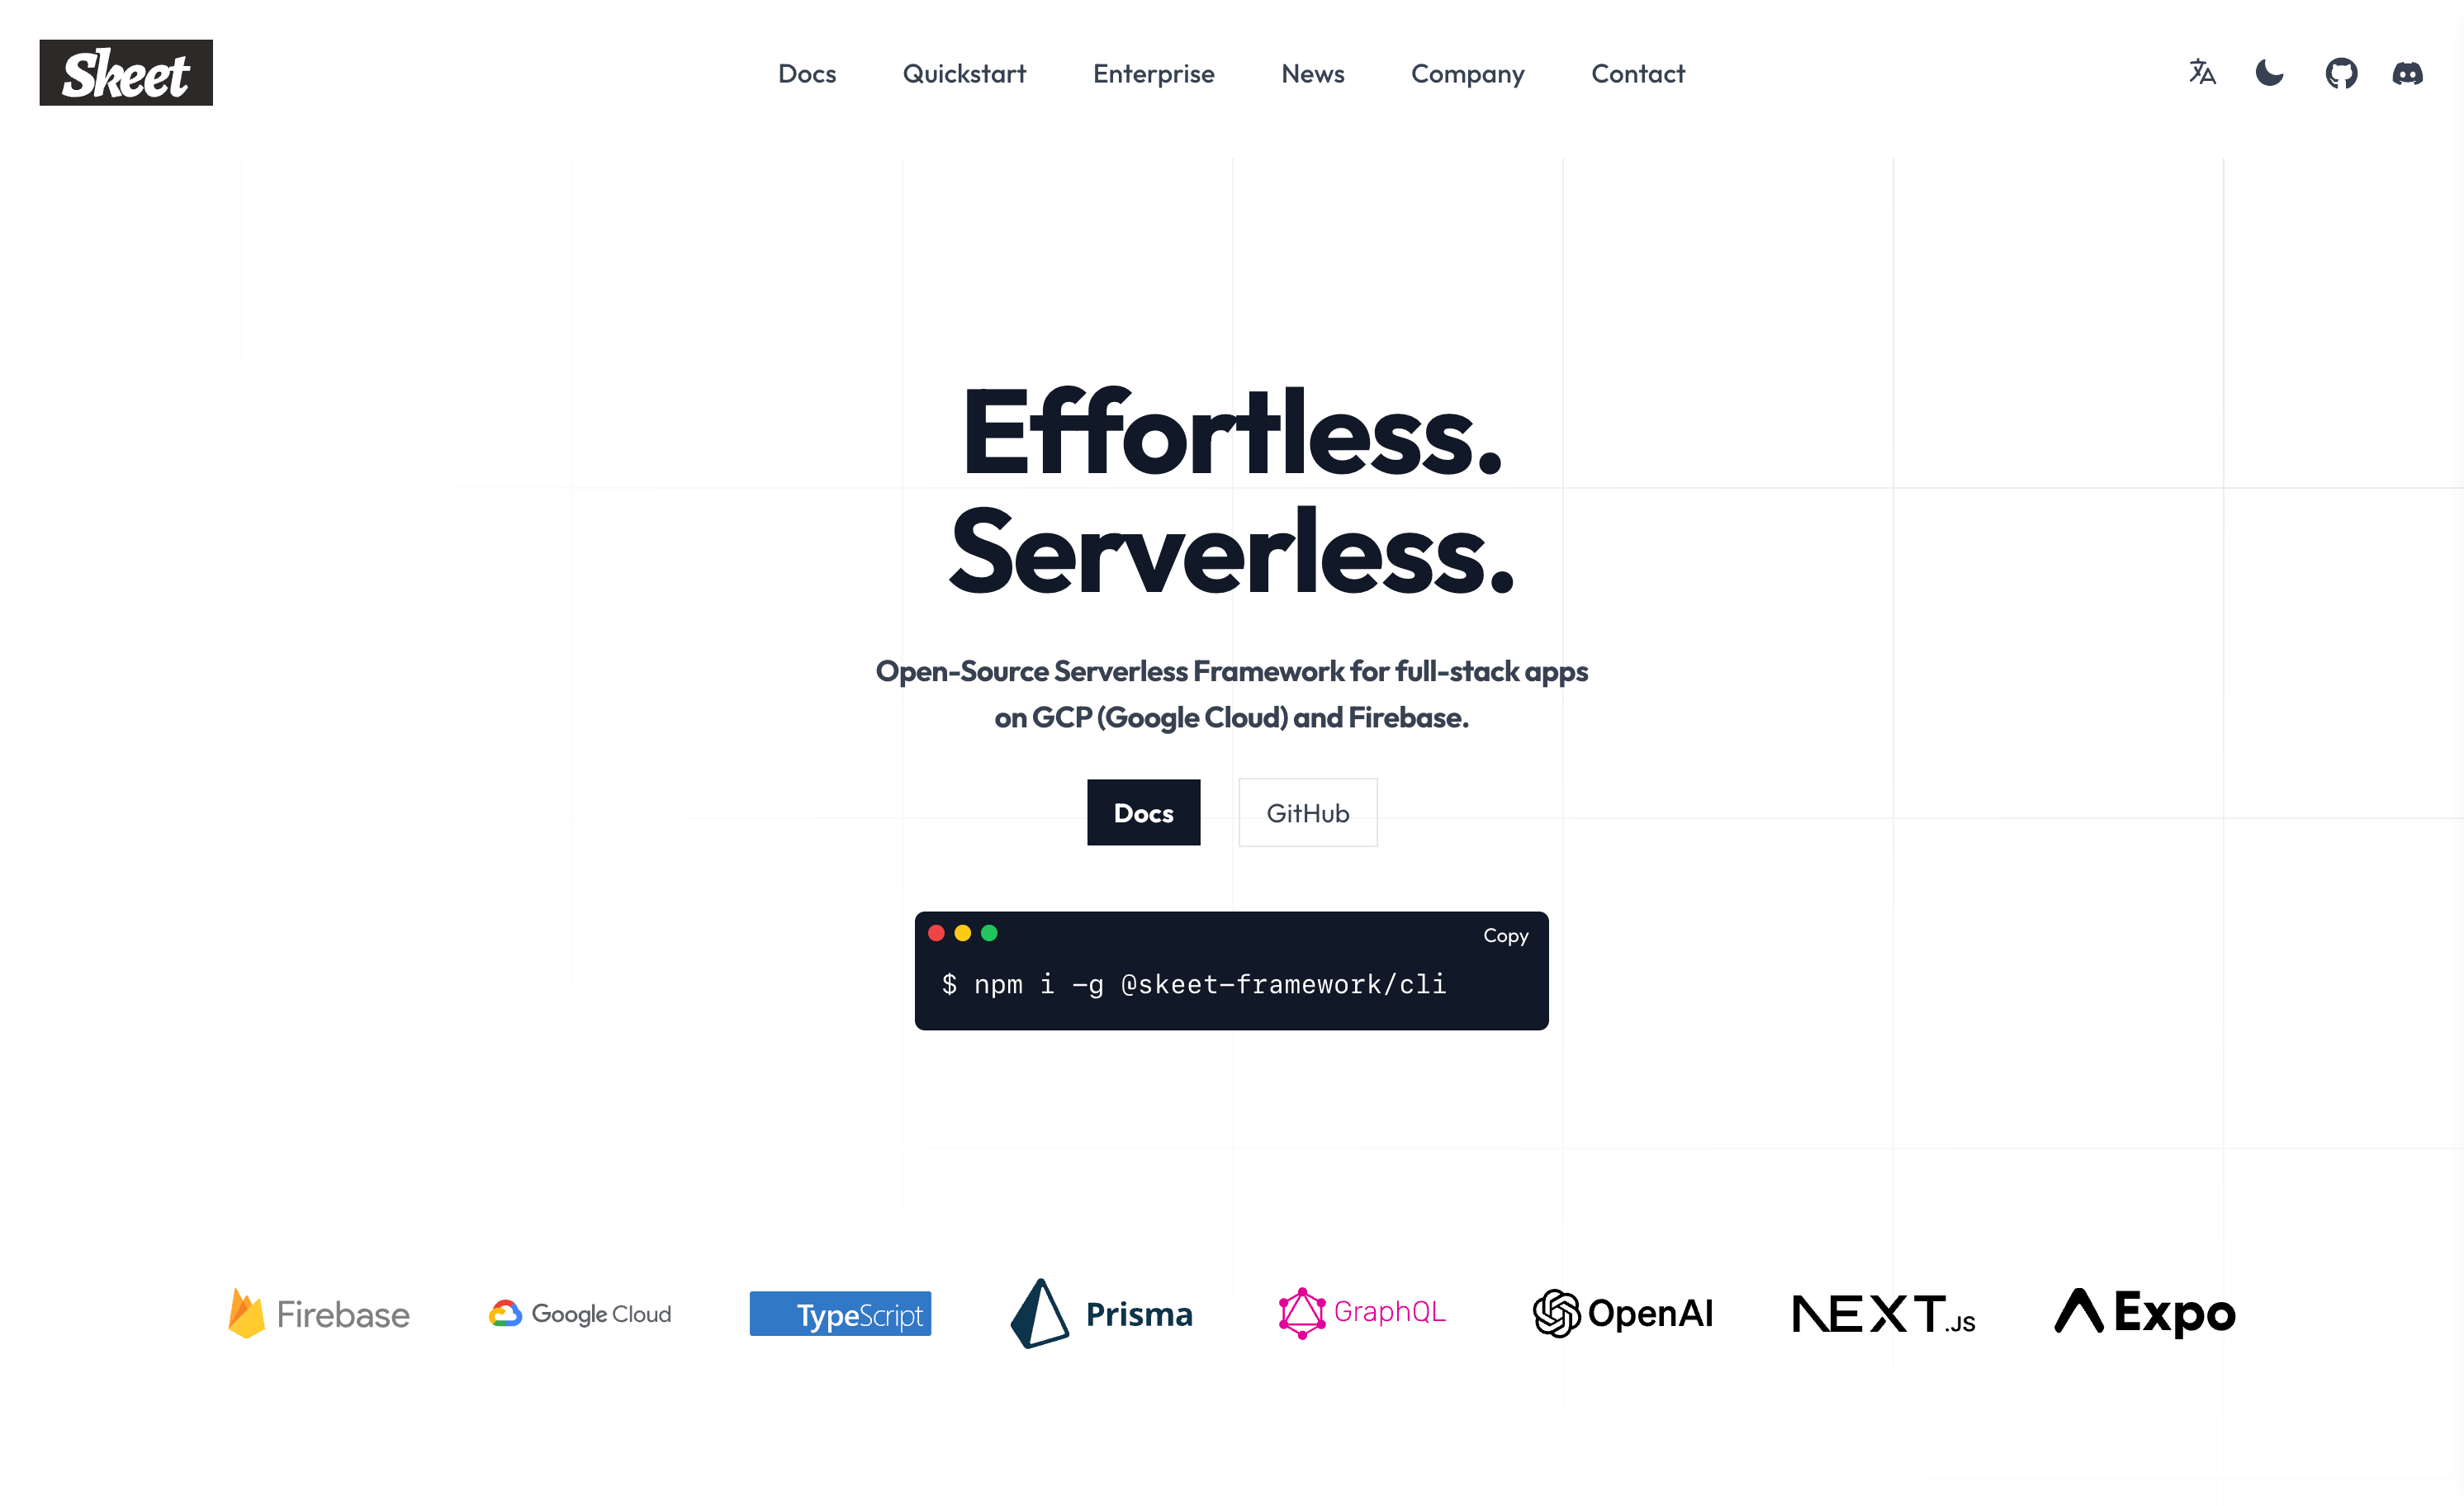 Skeet
Docs Quickstart Enterprise News Company Contact
Effortless.
Serverless.
Open-Source Serverless Framework for full-stack apps
on GCP (Google Cloud) and Firebase.
Docs GitHub
Copy
$ npm i -g @skeet-framework/cli
Firebase Google Cloud TypeScript Prisma GraphQL OpenAI NEXT.JS Expo